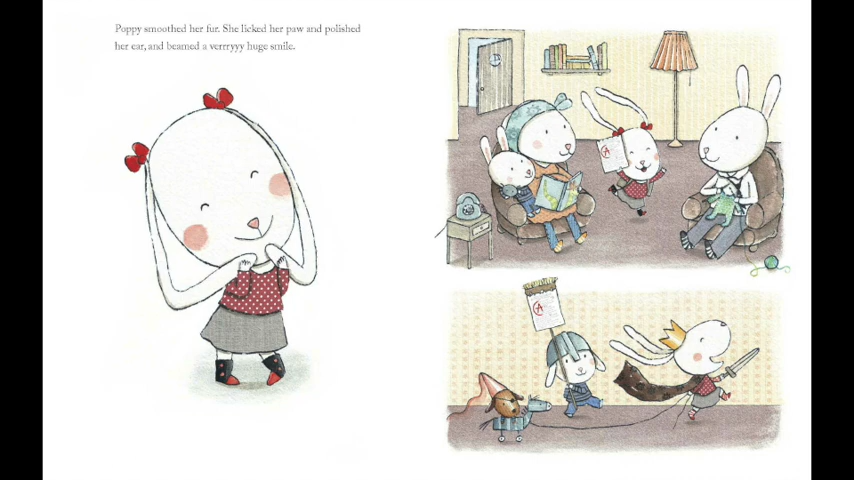 Poppy smoothed her fur. She licked her paw and polished
her ear, and beamed a verrryyy huge smile.
A
A